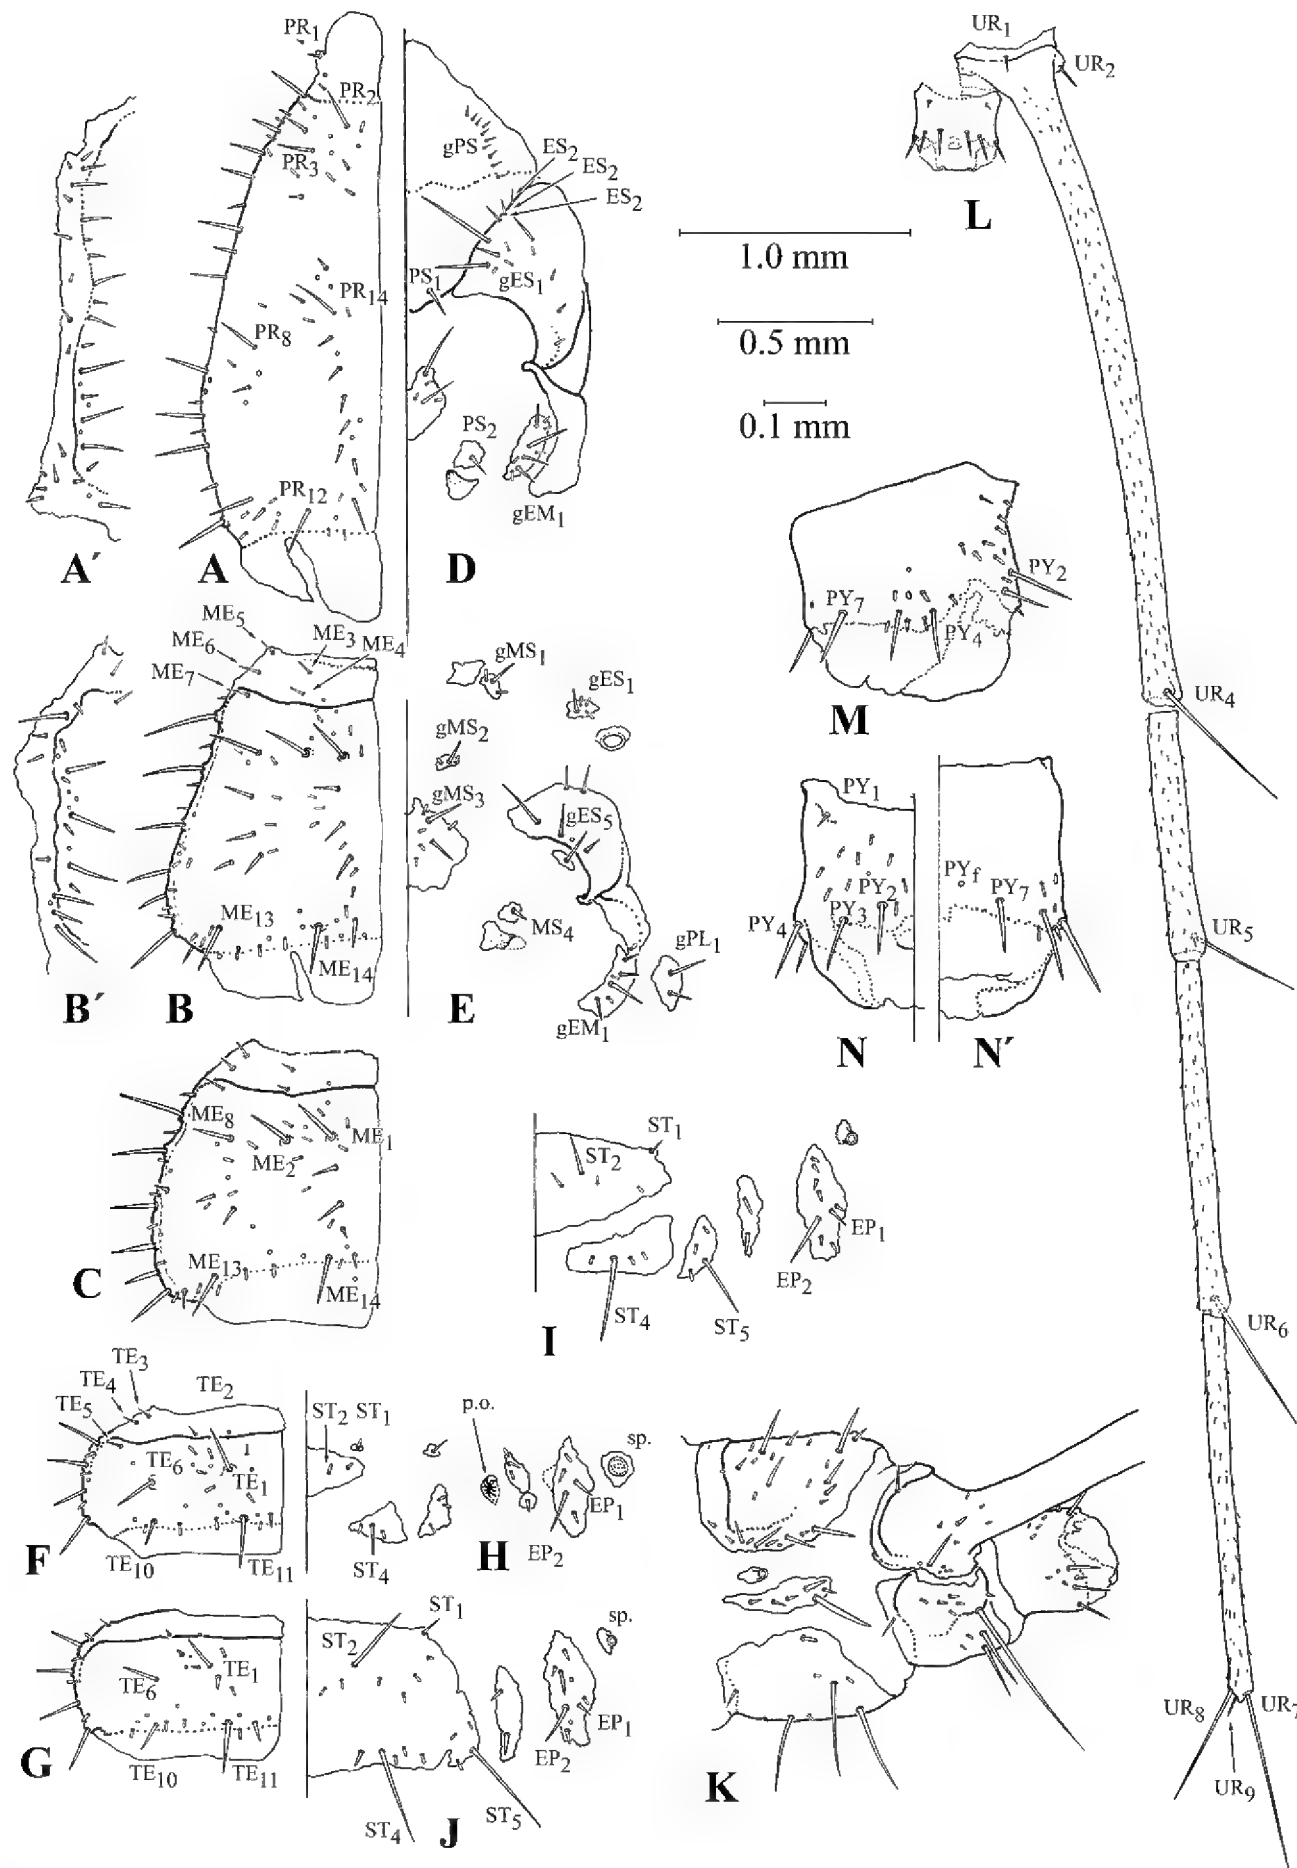 PR1
PR2
PR3
PR14
PR8
PR12
A´
A
gPS
ES2
ES2
ES2
PS1
gES1
PS2
gEM1
D
UR1
UR2
L
1.0 mm
0.5 mm
0.1 mm
ME5
ME6
ME7
ME3
ME4
ME13
ME14
B´
B
gMS1
gES1
gMS2
gMS3
gES5
MS4
gPL1
gEM1
E
PY2
PY7
PY4
M
UR4
PY1
PY2
PY3
PY4
N
PYf
PY7
N´
UR5
ME8
ME1
ME2
ME13
ME14
C
ST1
ST2
ST4
ST5
EP1
EP2
I
UR6
TE3
TE4
TE5
TE2
TE6
TE1
TE10
TE11
F
ST2 ST1
p.o.
sp.
EP1
EP2
ST4
H
TE6
TE1
TE10
TE11
G
ST1
ST2
sp.
EP1
EP2
ST4
ST5
J
K
UR8
UR7
UR9